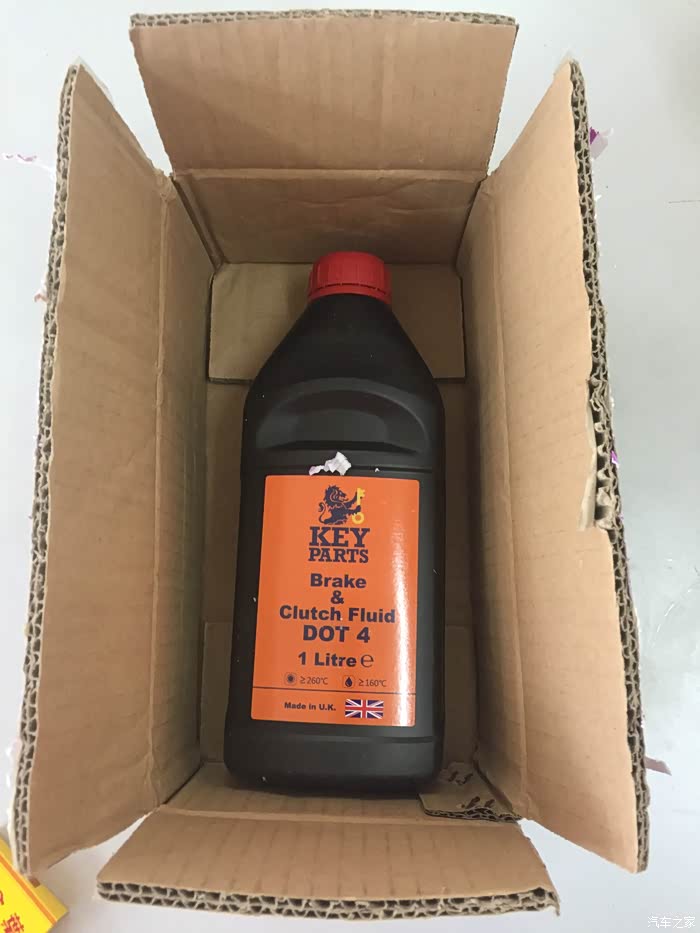 KEY
PARTS
Brake
&
Clutch Fluid
DOT 4
1 Litre ℮
≥260℃ ≥160℃
Made in U.K.
汽车之家